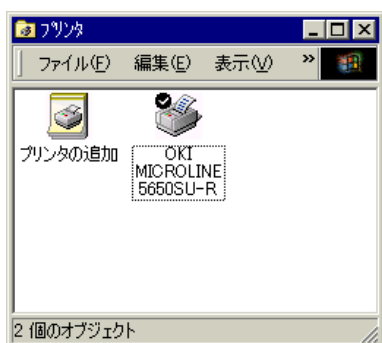 プリンタ
ファイル(F) 編集(E) 表示(V) »
プリンタの追加
OKI
MICROLINE
5650SU-R
2 個のオブジェクト